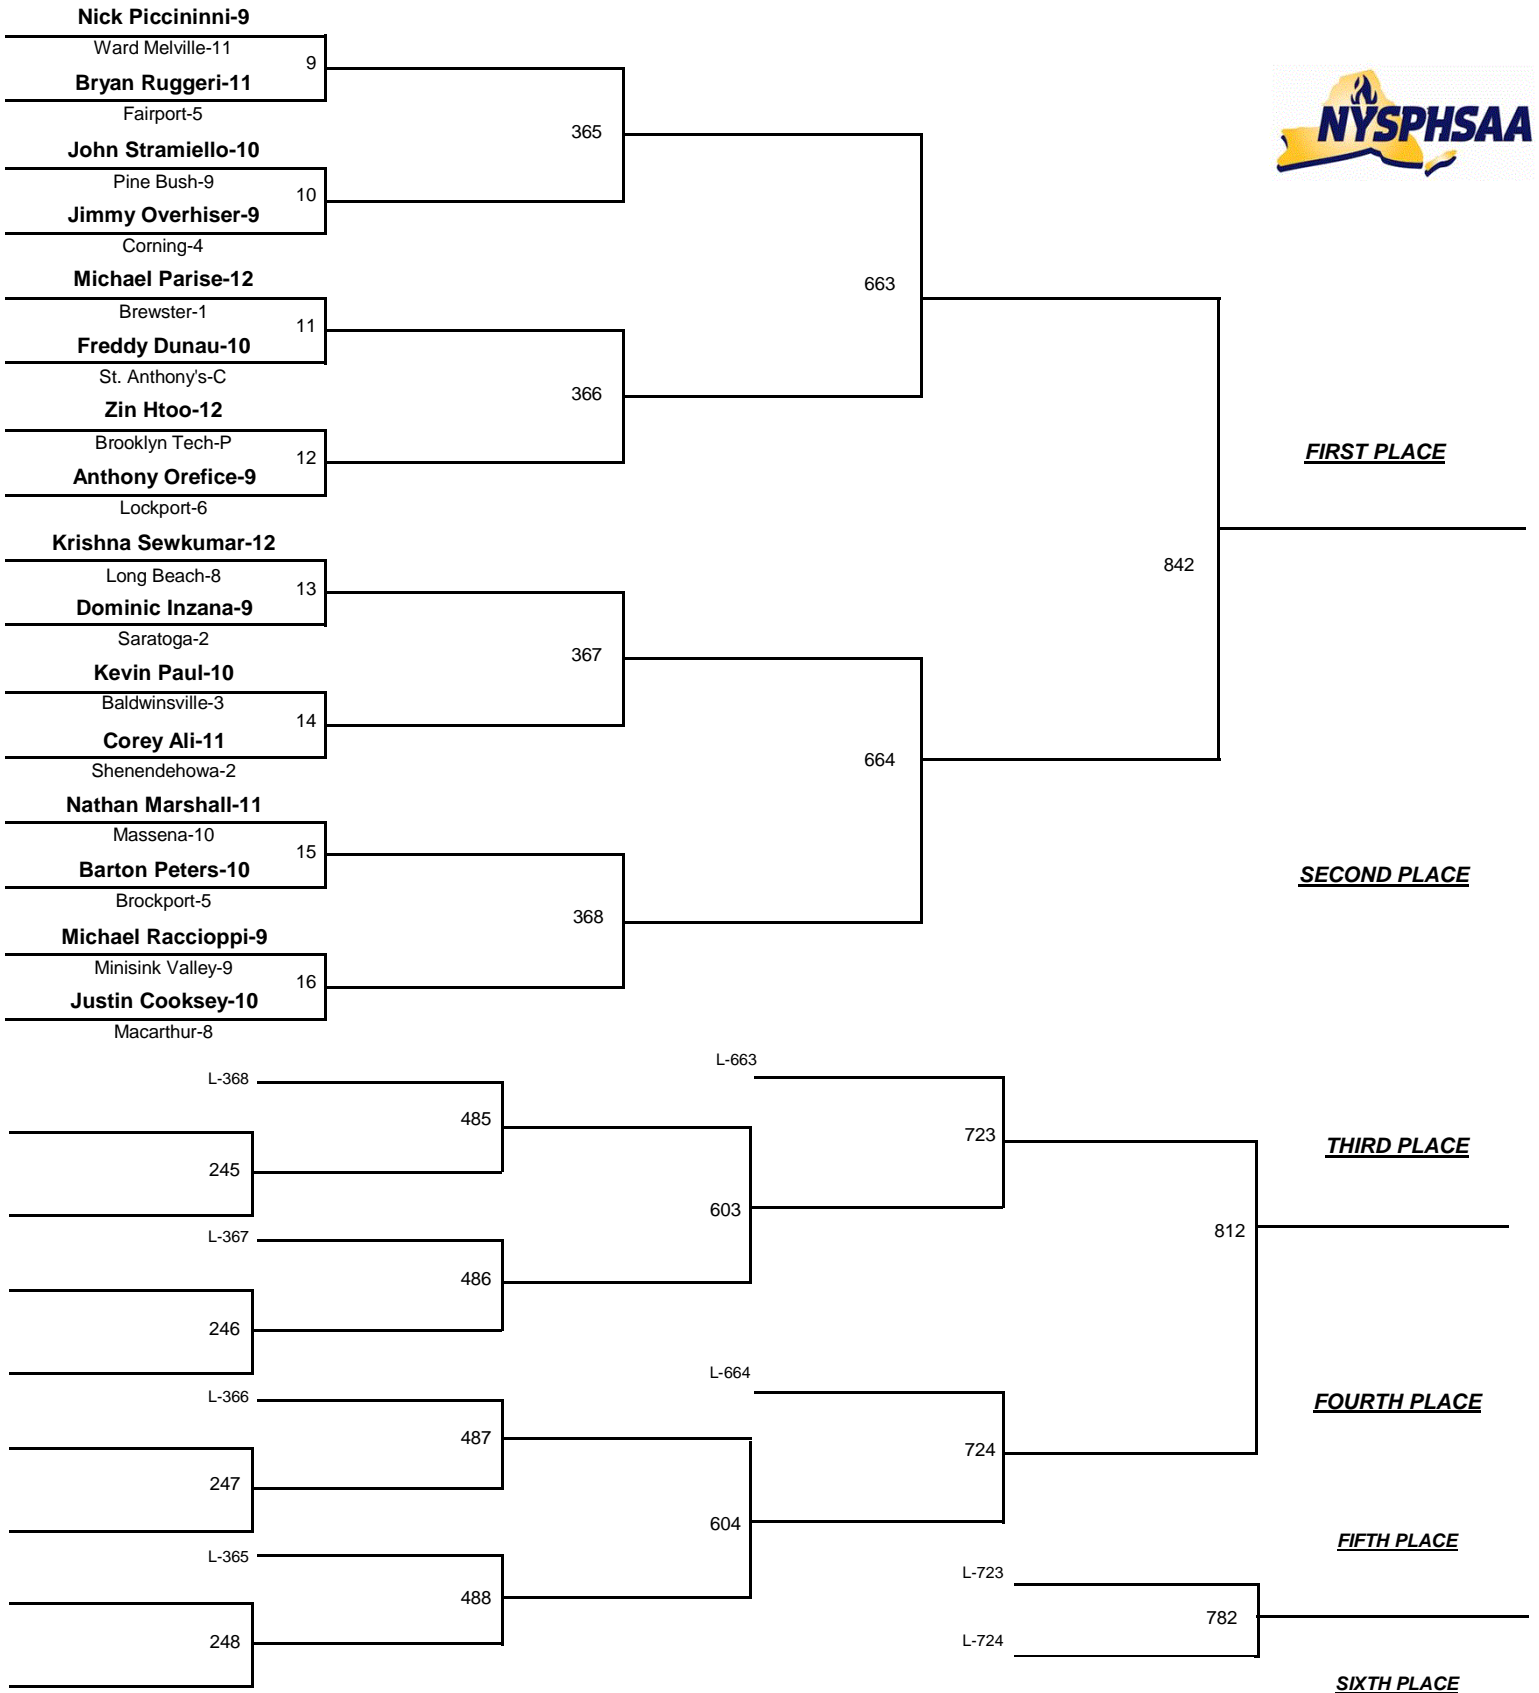 Nick Piccininni-9
Ward Melville-11
9
Bryan Ruggeri-11
Fairport-5
365
John Stramiello-10
Pine Bush-9
10
Jimmy Overhiser-9
Corning-4
NYSPHSAA
Michael Parise-12
663
Brewster-1
11
Freddy Dunau-10
St. Anthony's-C
366
Zin Htoo-12
Brooklyn Tech-P
12
Anthony Orefice-9
Lockport-6
FIRST PLACE
Krishna Sewkumar-12
842
Long Beach-8
13
Dominic Inzana-9
Saratoga-2
367
Kevin Paul-10
Baldwinsville-3
14
Corey Ali-11
Shenendehowa-2
664
Nathan Marshall-11
Massena-10
15
Barton Peters-10
Brockport-5
368
SECOND PLACE
Michael Raccioppi-9
Minisink Valley-9
16
Justin Cooksey-10
Macarthur-8
L-663
L-368
485
723
THIRD PLACE
245
603
L-367
812
486
246
L-664
L-366
FOURTH PLACE
487
724
247
604
L-365
FIFTH PLACE
L-723
488
782
248
L-724
SIXTH PLACE